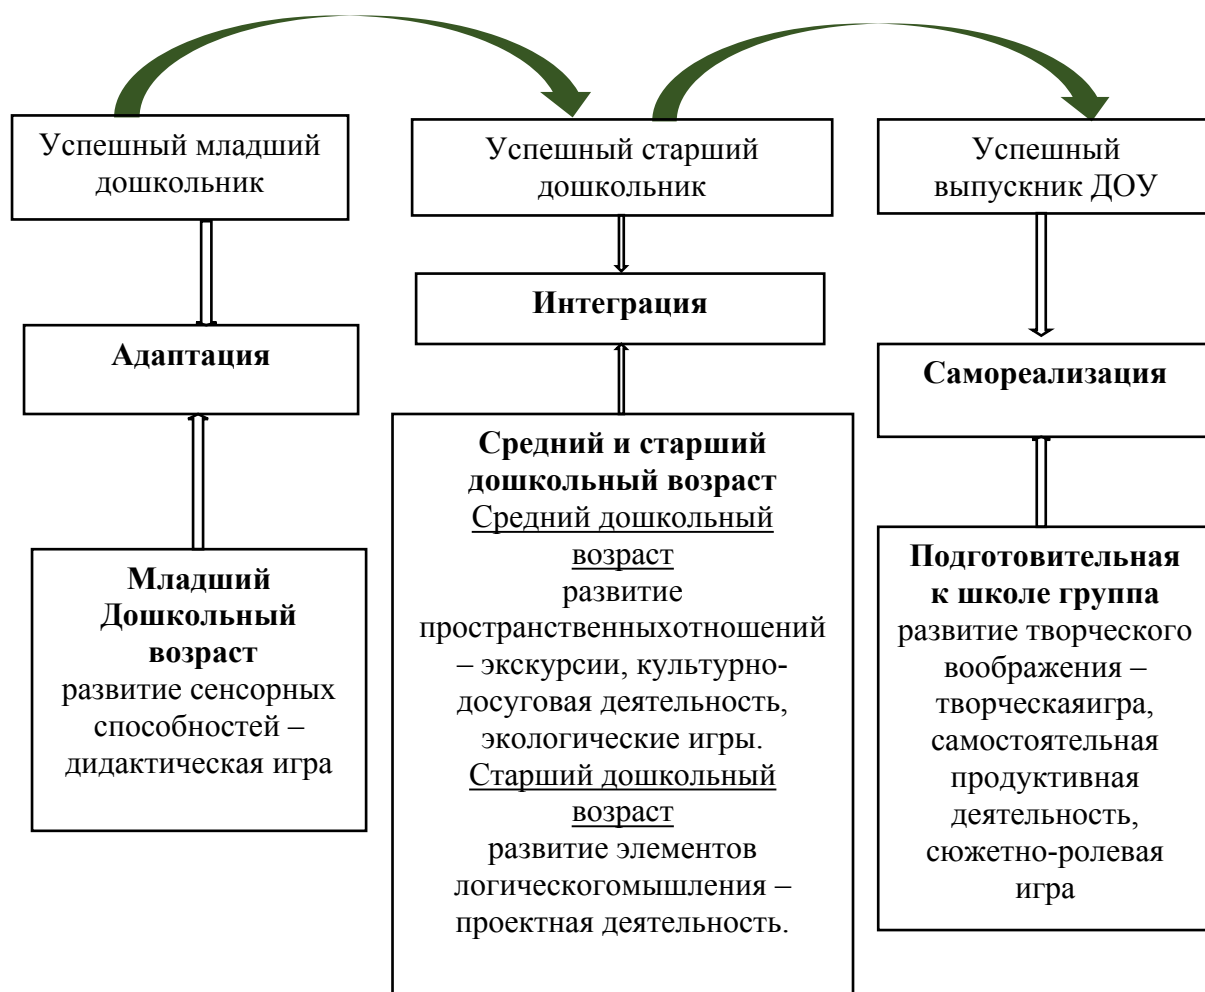 Успешный младший
дошкольник
Успешный старший
дошкольник
Успешный
выпускник ДОУ
Адаптация
Интеграция
Самореализация
Младший
Дошкольный
возраст
развитие сенсорных
способностей –
дидактическая игра
Средний и старший
дошкольный возраст
Средний дошкольный
возраст
развитие
пространственныхотношений
– экскурсии, культурно-
досуговая деятельность,
экологические игры.
Старший дошкольный
возраст
развитие элементов
логическогомышления –
проектная деятельность.
Подготовительная
к школе группа
развитие творческого
воображения –
творческаяигра,
самостоятельная
продуктивная
деятельность,
сюжетно-ролевая
игра